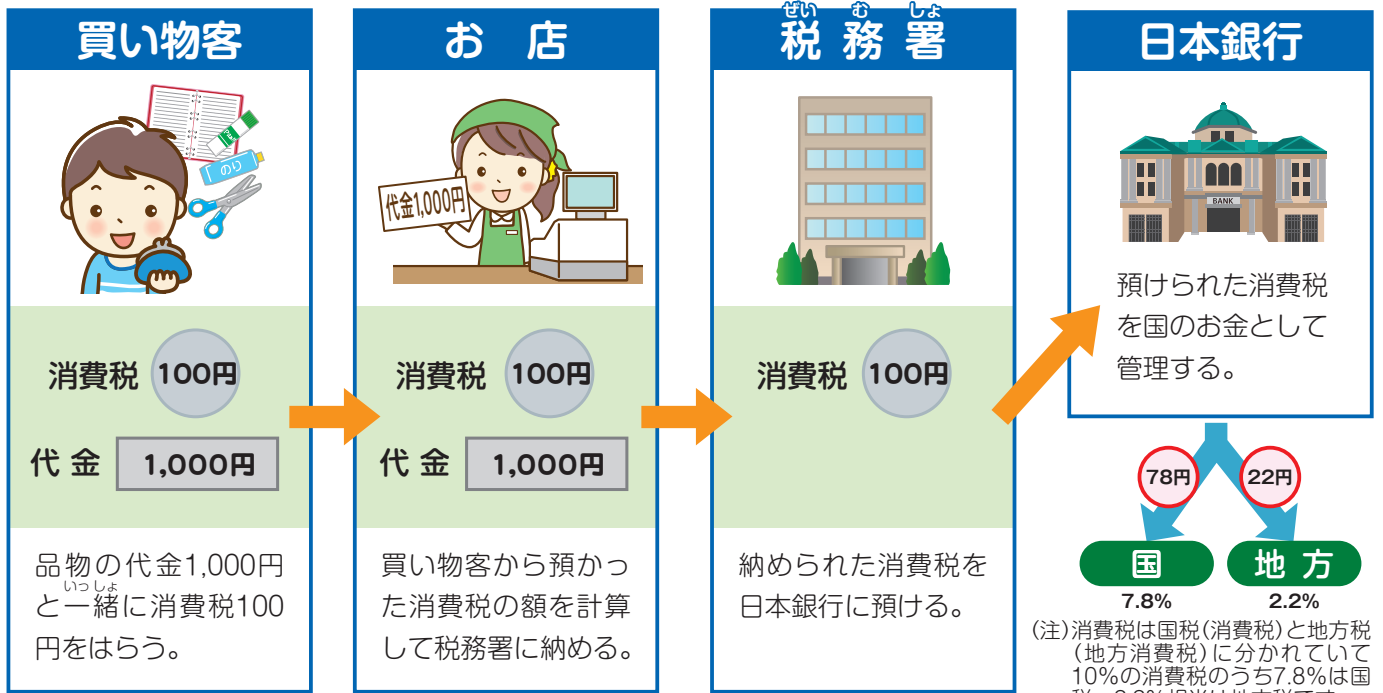 買い物客
のり
消費税 100円
代金 1,000円
品物の代金1,000円
いっしょ
と一緒に消費税100
円をはらう。
お店
代金1,000円
消費税 100円
代金 1,000円
買い物客から預かっ
た消費税の額を計算
して税務署に納める。
ぜい む しょ
税務署
消費税 100円
納められた消費税を
日本銀行に預ける。
日本銀行
BANK
預けられた消費税
を国のお金として
管理する。
78円 22円
国 地方
7.8% 2.2%
(注)消費税は国税(消費税)と地方税
(地方消費税)に分かれていて
10%の消費税のうち7.8%は国